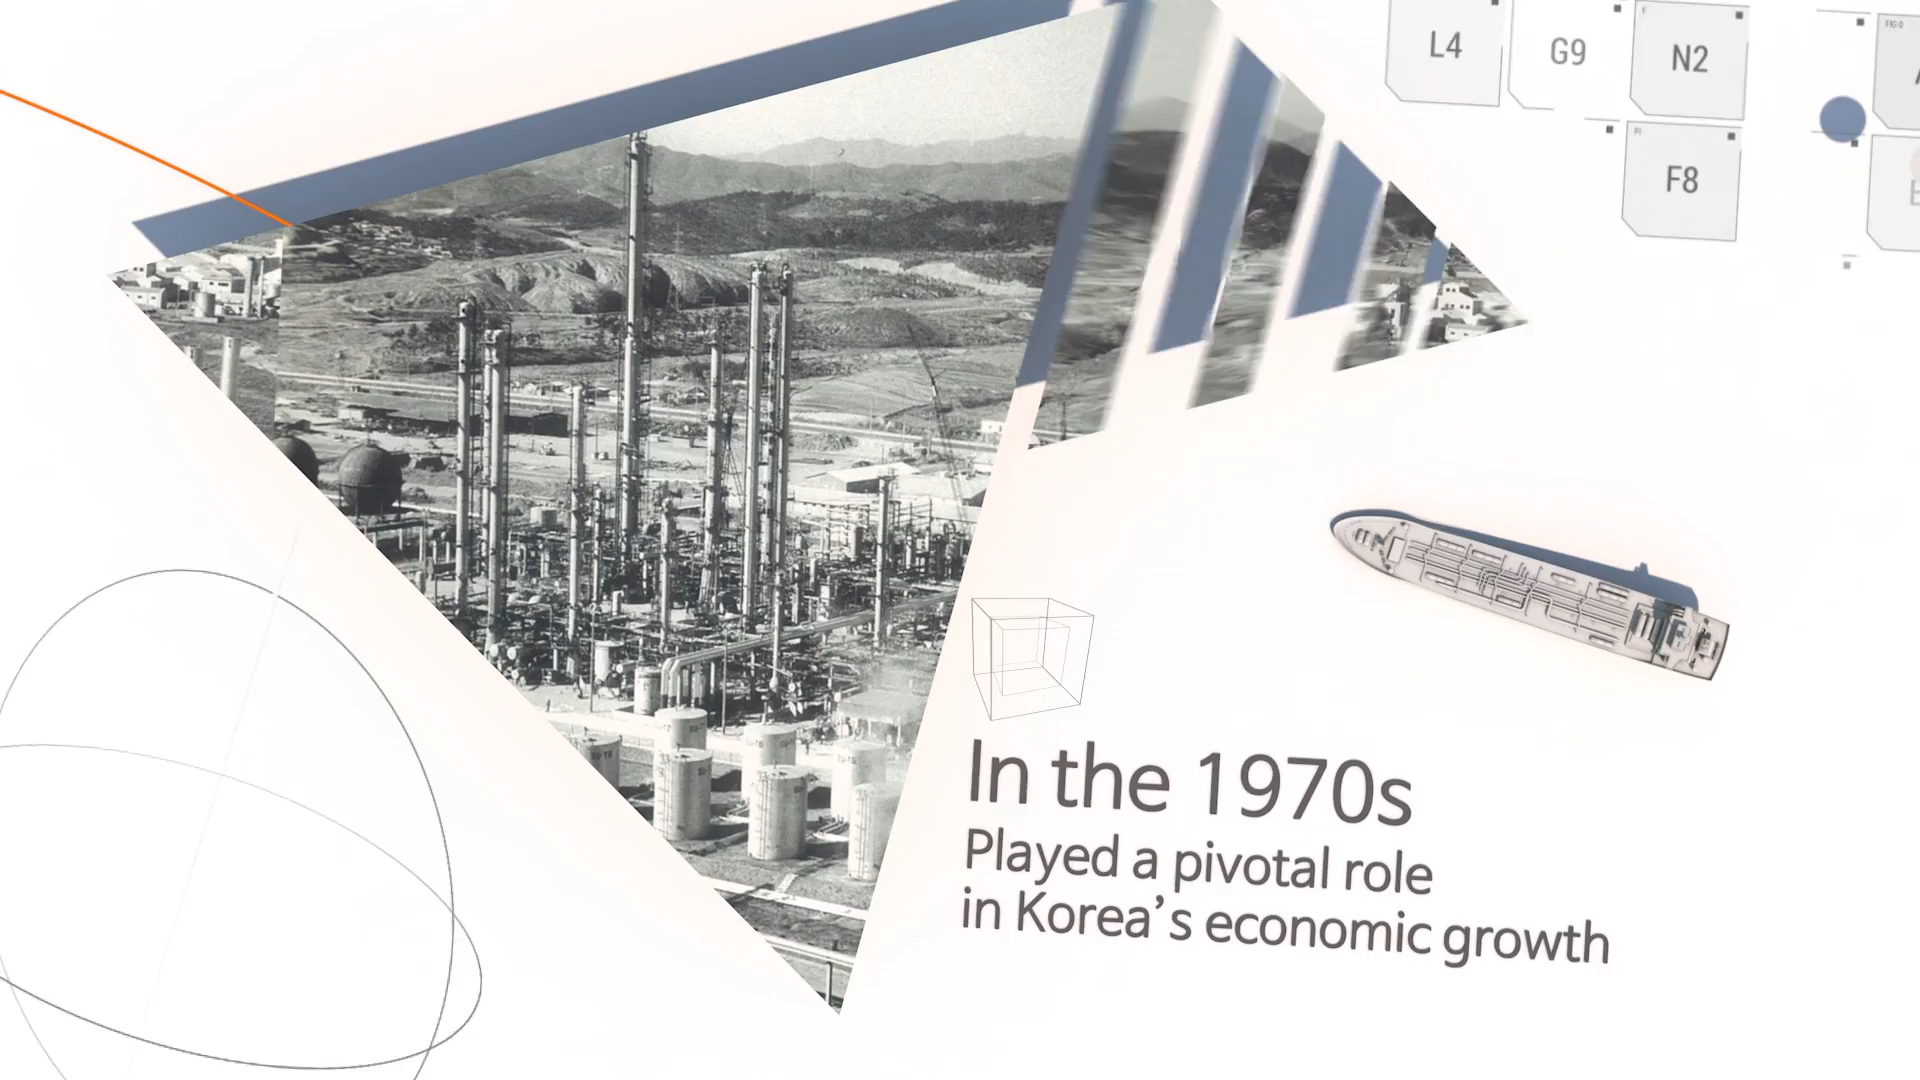 L4
G9
N2
F8
In the 1970s
Played a pivotal role
in Korea's economic growth